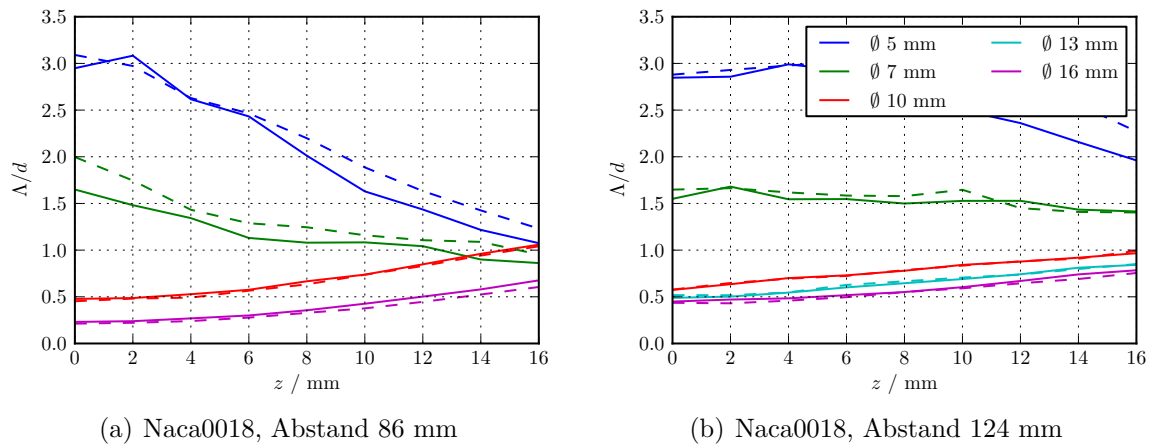 3.5
3.0
2.5
2.0
1.5
1.0
0.5
0.0
Λ/d
0 2 4 6 8 10 12 14 16
z / mm
(a) Naca0018, Abstand 86 mm
3.5
3.0
2.5
2.0
1.5
1.0
0.5
0.0
Λ/d
∅ 5 mm
∅ 7 mm
∅ 10 mm
∅ 13 mm
∅ 16 mm
0 2 4 6 8 10 12 14 16
z / mm
(b) Naca0018, Abstand 124 mm